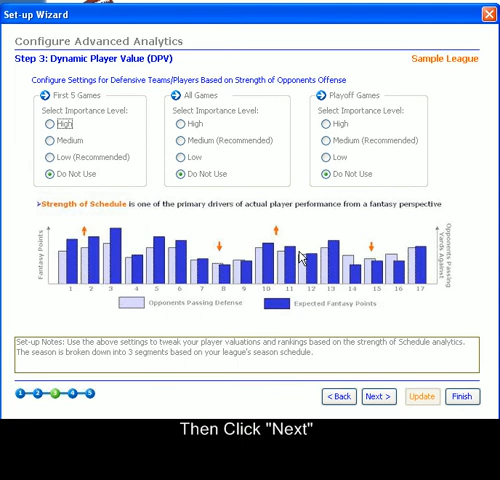 Set-up Wizard
Configure Advanced Analytics
Step 3: Dynamic Player Value (DPV)
Sample League
Configure Settings for Defensive Teams/Players Based on Strength of Opponents Offense
First 5 Games
Select Importance Level:
High
Medium
Low (Recommended)
Do Not Use
All Games
Select Importance Level:
High
Medium (Recommended)
Low
Do Not Use
Playoff Games
Select Importance Level:
High
Medium (Recommended)
Low
Do Not Use
Strength of Schedule is one of the primary drivers of actual player performance from a fantasy perspective
Fantasy Points
Opponents Passing
Yards Against
1 2 3 4 5 6 7 8 9 10 11 12 13 14 15 16 17
Opponents Passing Defense
Expected Fantasy Points
Set-up Notes: Use the above settings to tweak your player valuations and rankings based on the strength of Schedule analytics.
The season is broken down into 3 segments based on your league's season schedule.
1 2 3 4 5
< Back
Next >
Update
Finish
Then Click "Next"